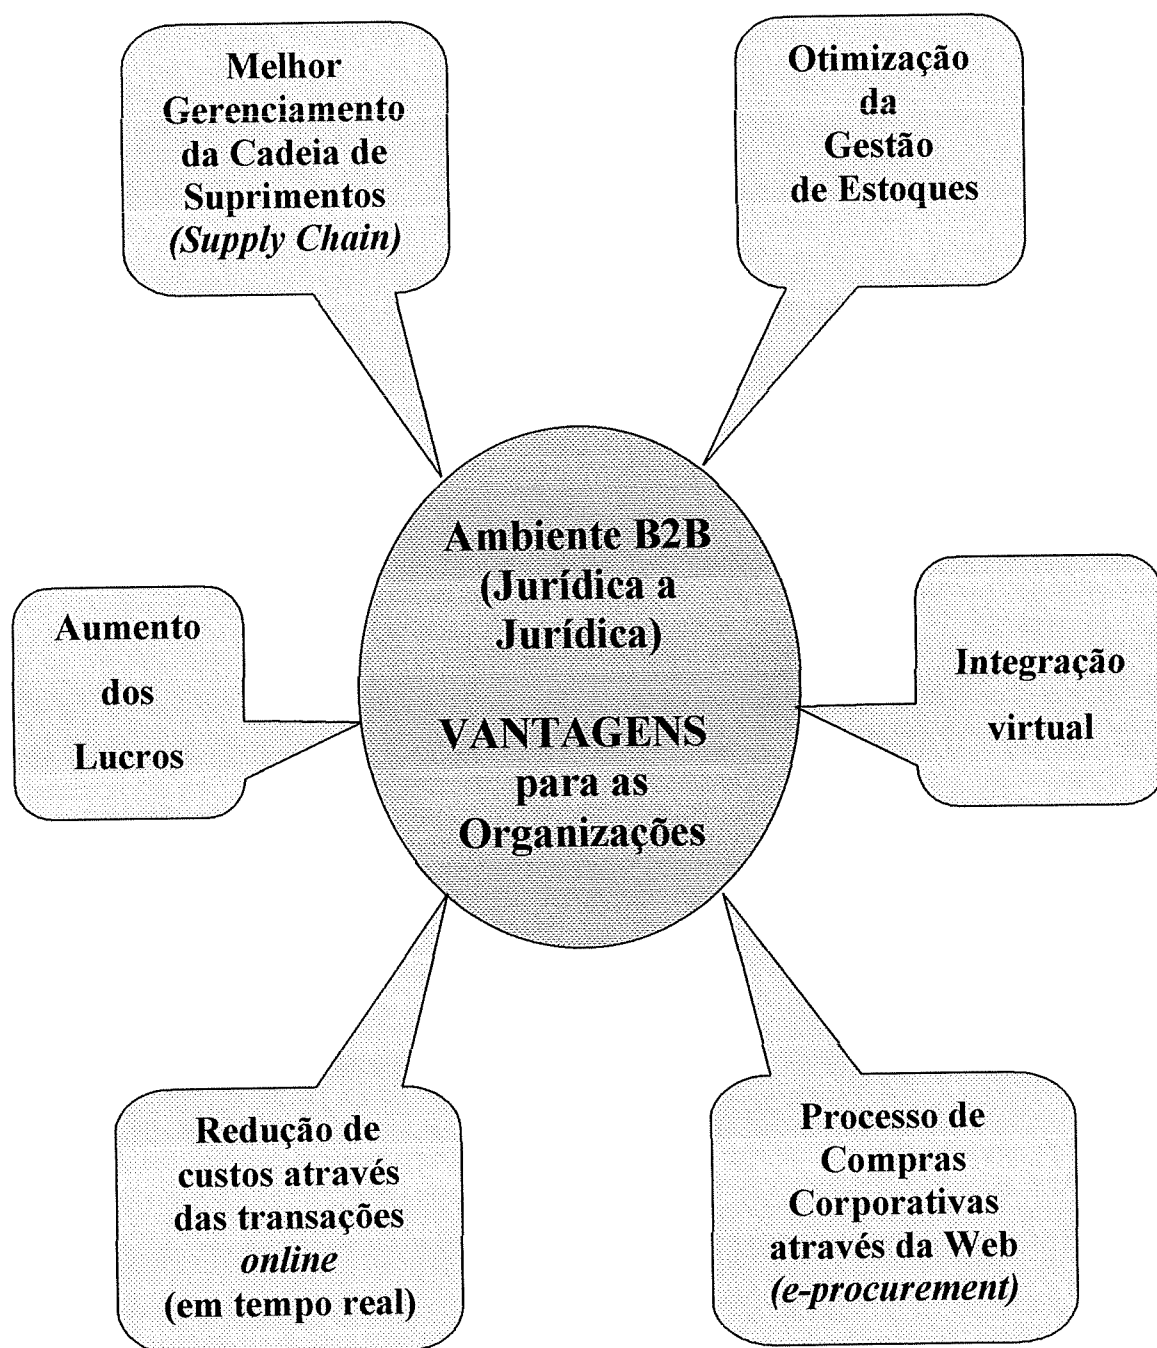 Melhor
Gerenciamento
da Cadeia de
Suprimentos
(Supply Chain)
Otimização
da
Gestão
de Estoques
Ambiente B2B
(Jurídica a
Jurídica)
VANTAGENS
para as
Organizações
Aumento
dos
Lucros
Integração
virtual
Redução de
custos através
das transações
online
(em tempo real)
Processo de
Compras
Corporativas
através da Web
(e-procurement)